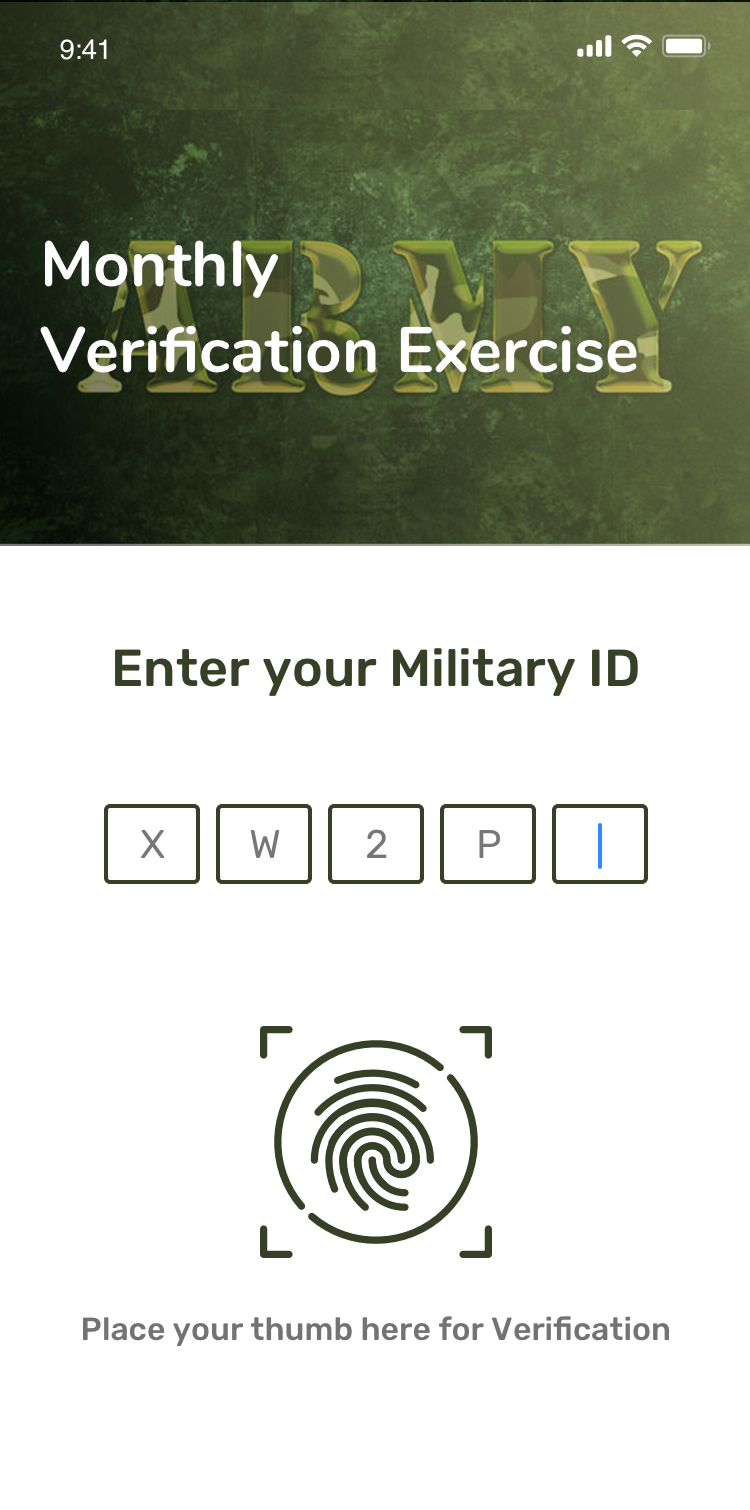 9:41
ARMY
Monthly
Verification Exercise
Enter your Military ID
X W 2 P
Place your thumb here for Verification